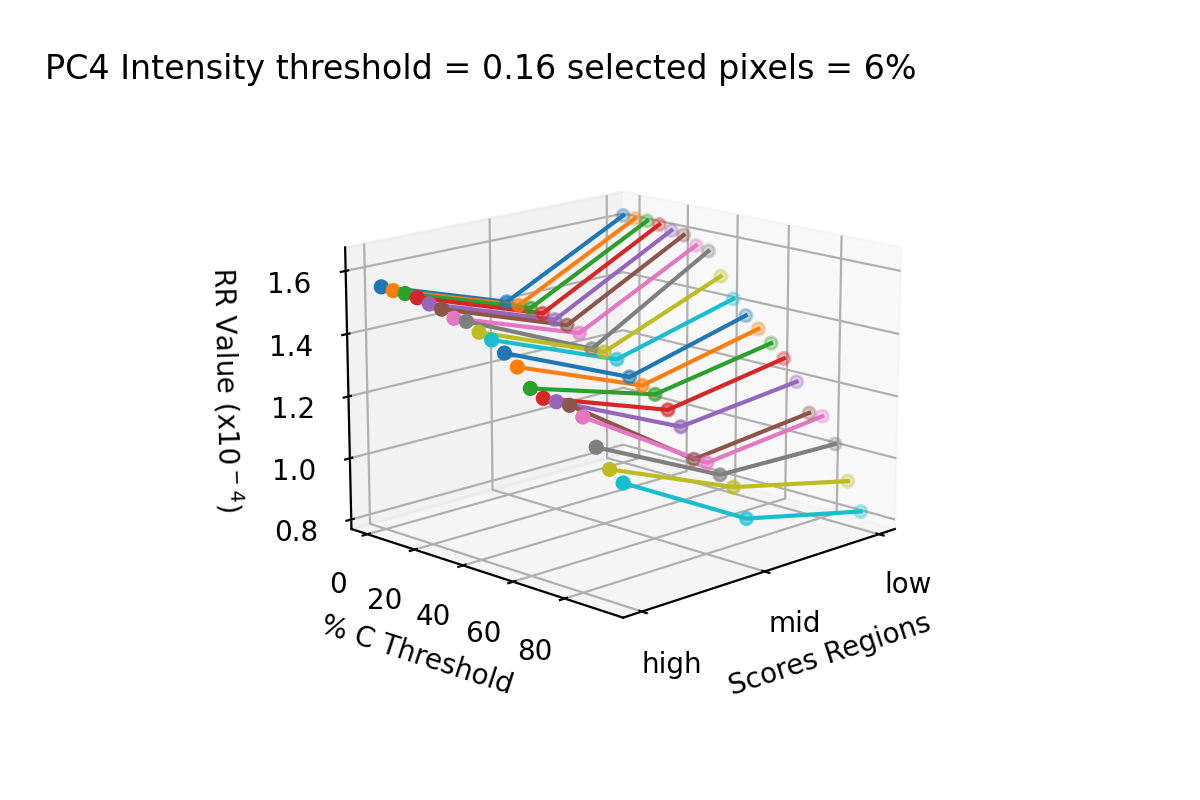 PC4 Intensity threshold = 0.16 selected pixels = 6%
RR Value (x10⁻⁴)
1.6
1.4
1.2
1.0
0.8
0
20
40
60
80
% C Threshold
high
mid
low
Scores Regions